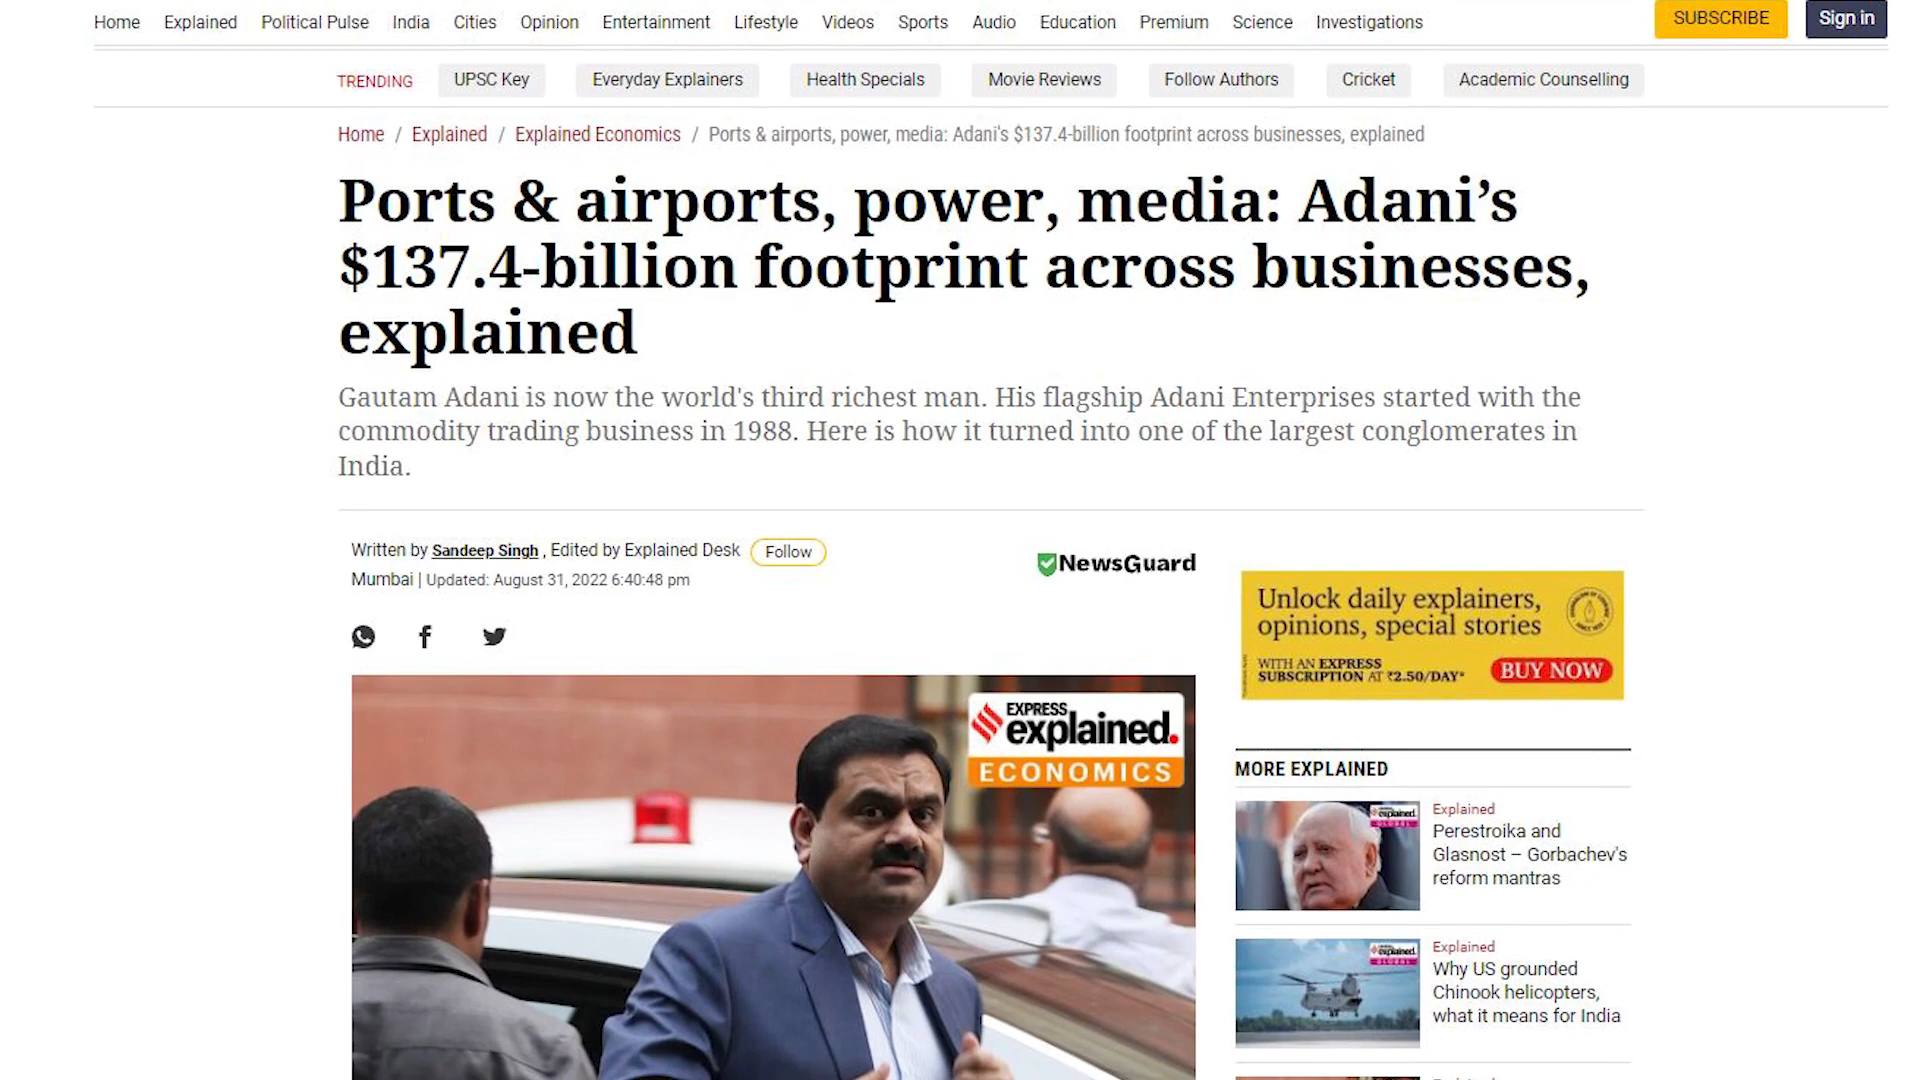 Home Explained Political Pulse India Cities Opinion Entertainment Lifestyle Videos Sports Audio Education Premium Science Investigations SUBSCRIBE Sign in
TRENDING UPSC Key Everyday Explainers Health Specials Movie Reviews Follow Authors Cricket Academic Counselling
Home / Explained / Explained Economics / Ports & airports, power, media: Adani's $137.4-billion footprint across businesses, explained
Ports & airports, power, media: Adani’s
$137.4-billion footprint across businesses,
explained
Gautam Adani is now the world's third richest man. His flagship Adani Enterprises started with the
commodity trading business in 1988. Here is how it turned into one of the largest conglomerates in
India.
Written by Sandeep Singh , Edited by Explained Desk Follow
Mumbai | Updated: August 31, 2022 6:40:48 pm
NewsGuard
EXPRESS
explained.
ECONOMICS
Unlock daily explainers,
opinions, special stories
WITH AN EXPRESS
SUBSCRIPTION AT ₹2.50/DAY*
BUY NOW
MORE EXPLAINED
explained.
GLOBAL
Explained
Perestroika and
Glasnost – Gorbachev's
reform mantras
explained.
GLOBAL
Explained
Why US grounded
Chinook helicopters,
what it means for India